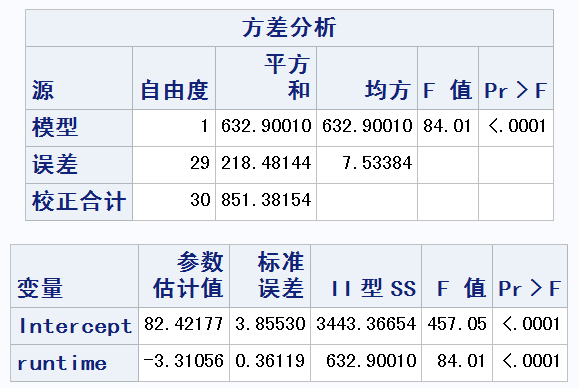 方差分析
源 自由度 平方和 均方 F 值 Pr > F
模型 1 632.90010 632.90010 84.01 <.0001
误差 29 218.48144 7.53384
校正合计 30 851.38154
变量 参数估计值 标准误差 II 型 SS F 值 Pr > F
Intercept 82.42177 3.85530 3443.36654 457.05 <.0001
runtime -3.31056 0.36119 632.90010 84.01 <.0001